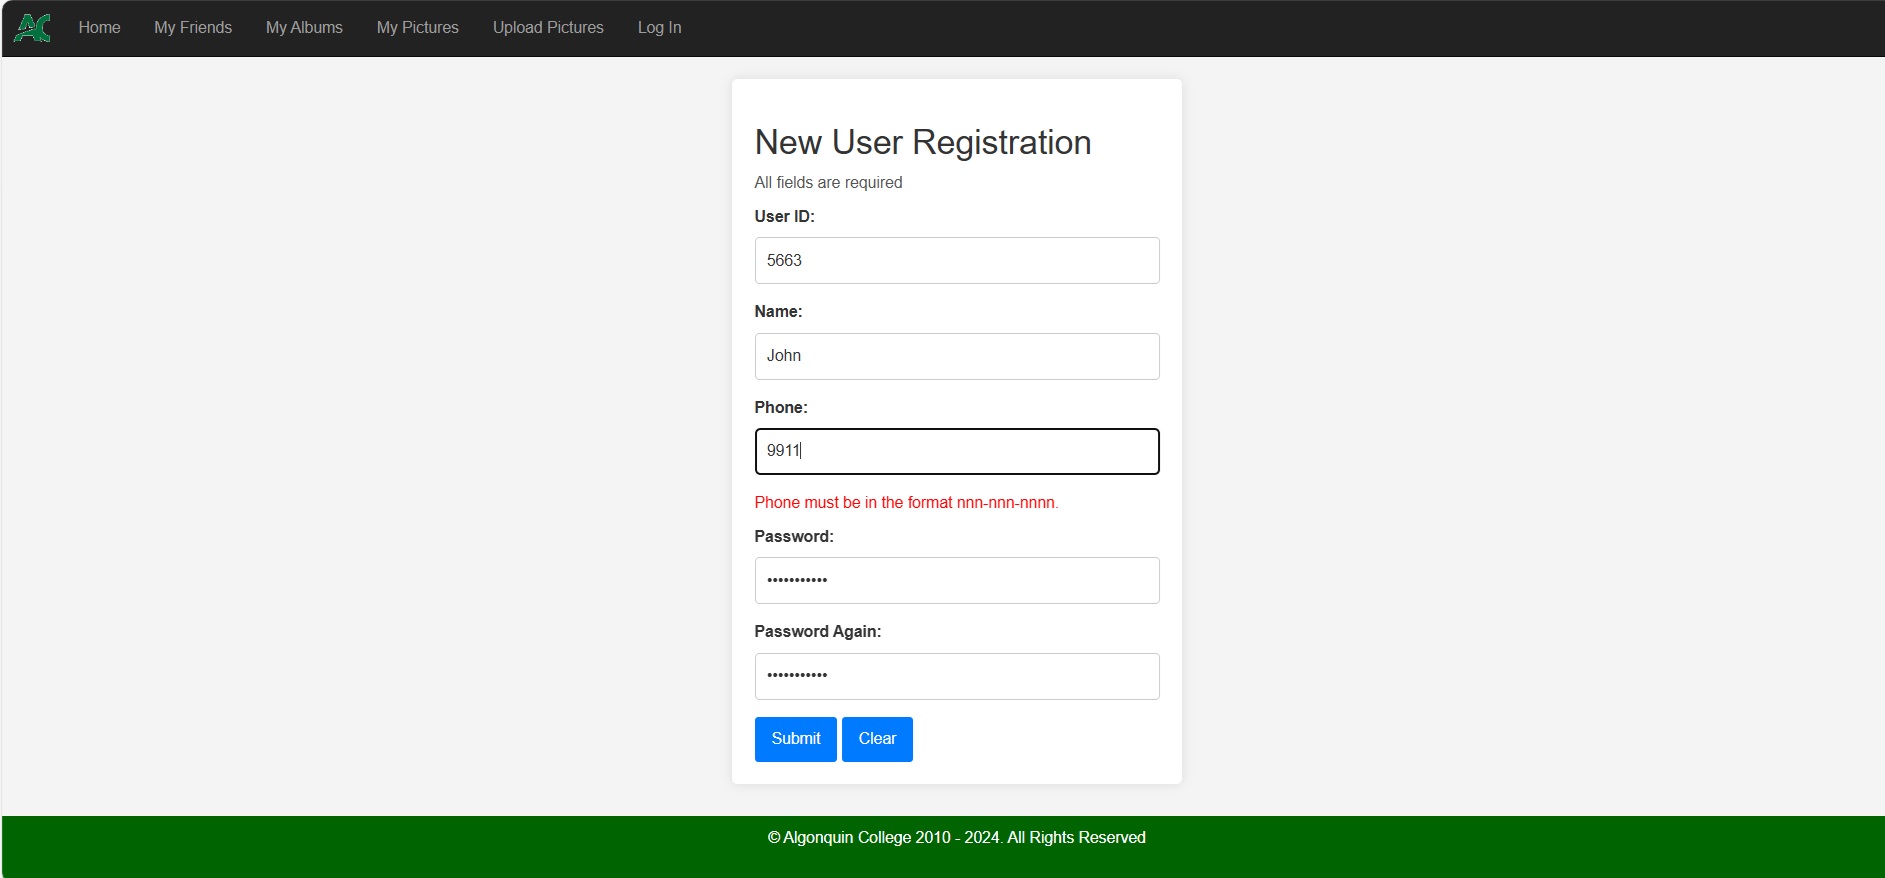 AC Home My Friends My Albums My Pictures Upload Pictures Log In
New User Registration
All fields are required
User ID:
5663
Name:
John
Phone:
9911
Phone must be in the format nnn-nnn-nnnn.
Password:
•••••••••••
Password Again:
•••••••••••
Submit Clear
© Algonquin College 2010 - 2024. All Rights Reserved